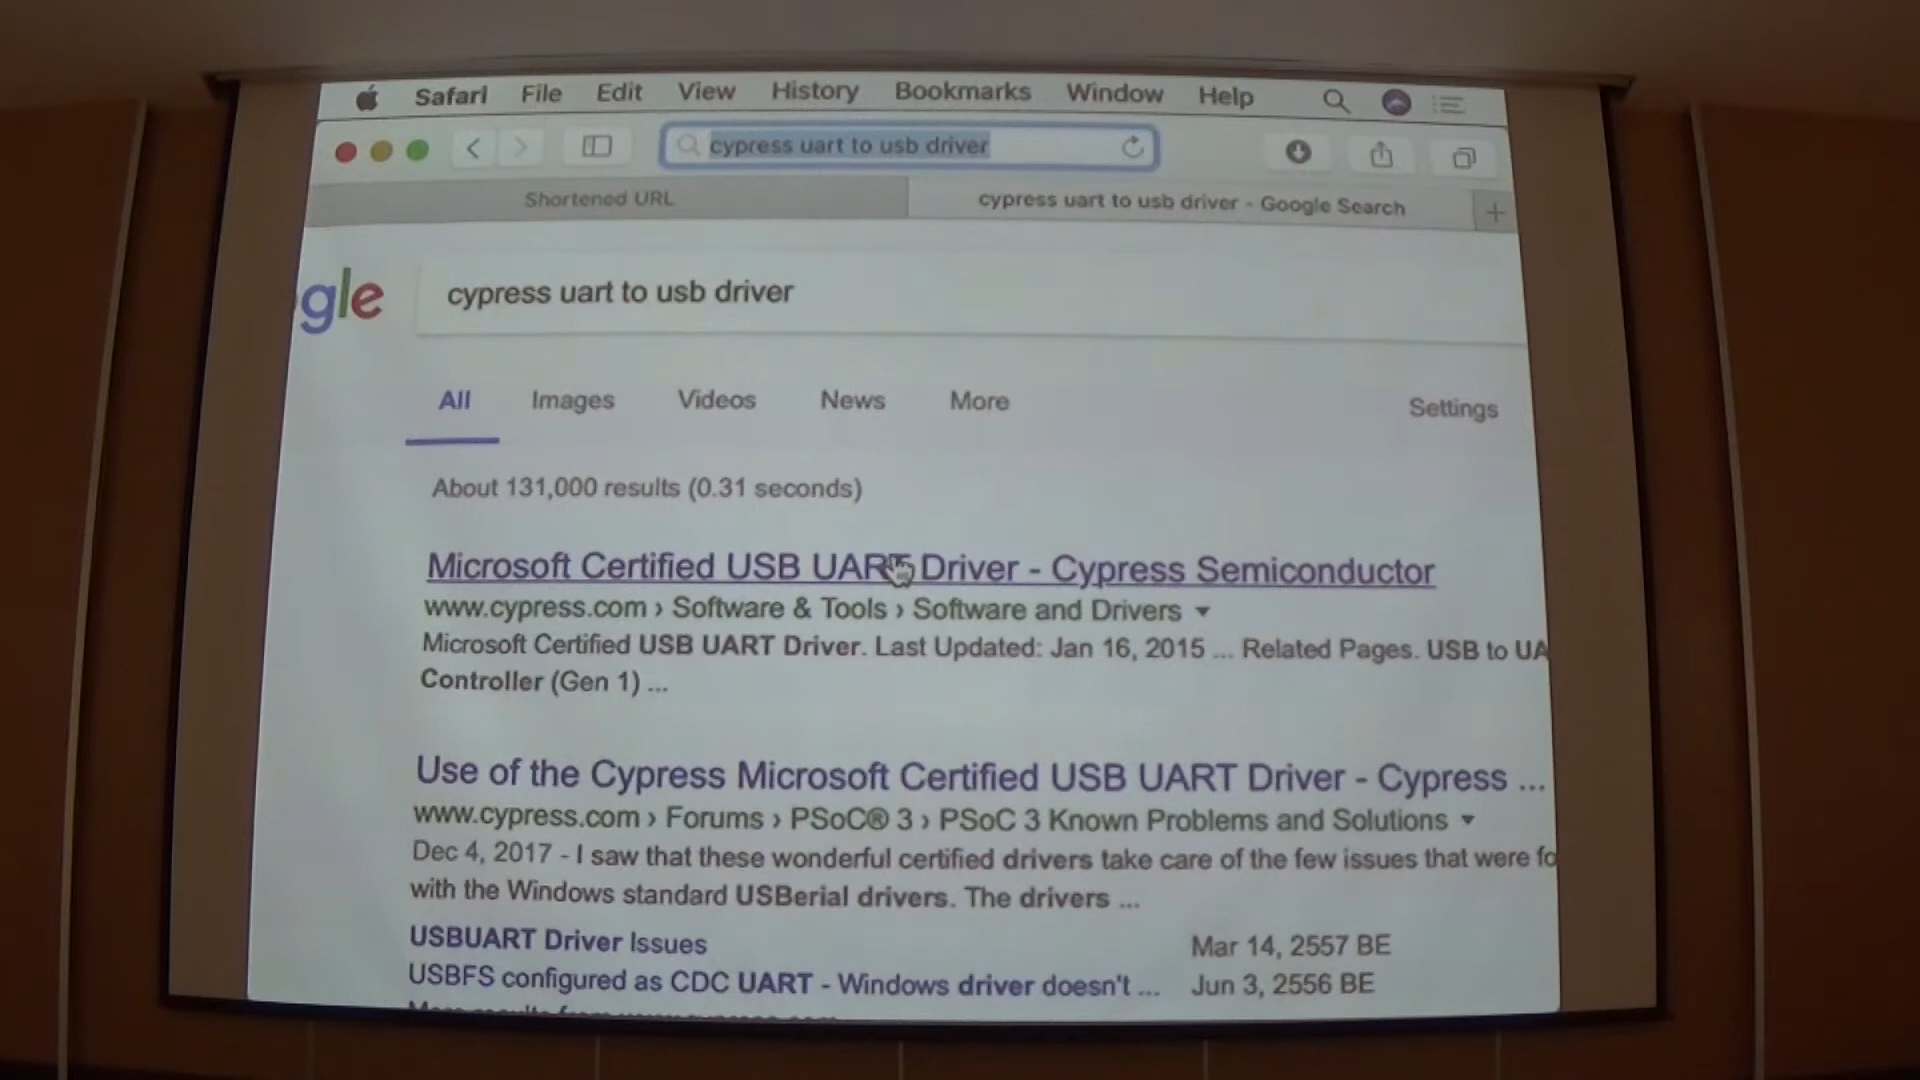 Safari File Edit View History Bookmarks Window Help
cypress uart to usb driver
Shortened URL
cypress uart to usb driver - Google Search
gle
cypress uart to usb driver
All Images Videos News More Settings
About 131,000 results (0.31 seconds)
Microsoft Certified USB UART Driver - Cypress Semiconductor
www.cypress.com › Software & Tools › Software and Drivers
Microsoft Certified USB UART Driver. Last Updated: Jan 16, 2015 ... Related Pages. USB to UA
Controller (Gen 1) ...
Use of the Cypress Microsoft Certified USB UART Driver - Cypress ...
www.cypress.com › Forums › PSoC® 3 › PSoC 3 Known Problems and Solutions
Dec 4, 2017 - I saw that these wonderful certified drivers take care of the few issues that were fo
with the Windows standard USBerial drivers. The drivers ...
USBUART Driver Issues Mar 14, 2557 BE
USBFS configured as CDC UART - Windows driver doesn't ... Jun 3, 2556 BE